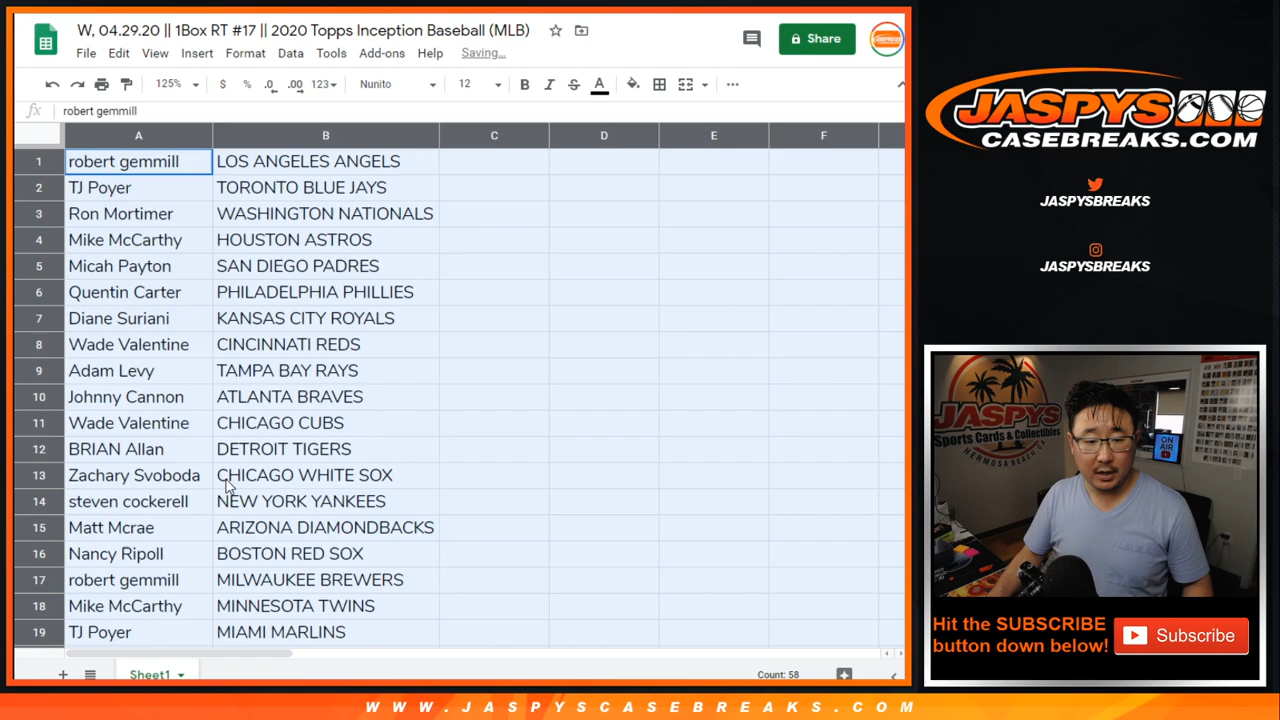 W, 04.29.20 || 1Box RT #17 || 2020 Topps Inception Baseball (MLB)
File Edit View Insert Format Data Tools Add-ons Help Saving...
Share
125% $ % .0 .00 123 Nunito 12 B I S A
fx robert gemmill
A B C D E F
1 robert gemmill LOS ANGELES ANGELS
2 TJ Poyer TORONTO BLUE JAYS
3 Ron Mortimer WASHINGTON NATIONALS
4 Mike McCarthy HOUSTON ASTROS
5 Micah Payton SAN DIEGO PADRES
6 Quentin Carter PHILADELPHIA PHILLIES
7 Diane Suriani KANSAS CITY ROYALS
8 Wade Valentine CINCINNATI REDS
9 Adam Levy TAMPA BAY RAYS
10 Johnny Cannon ATLANTA BRAVES
11 Wade Valentine CHICAGO CUBS
12 BRIAN Allan DETROIT TIGERS
13 Zachary Svoboda CHICAGO WHITE SOX
14 steven cockerell NEW YORK YANKEES
15 Matt Mcrae ARIZONA DIAMONDBACKS
16 Nancy Ripoll BOSTON RED SOX
17 robert gemmill MILWAUKEE BREWERS
18 Mike McCarthy MINNESOTA TWINS
19 TJ Poyer MIAMI MARLINS
Sheet1
Count: 58
JASPYS
CASEBREAKS.COM
JASPYSBREAKS
JASPYSBREAKS
JASPYS
Sports Cards & Collectibles
HERMOSA BEACH
ON AIR
Hit the SUBSCRIBE
button down below!
Subscribe
WWW.JASPYSCASEBREAKS.COM